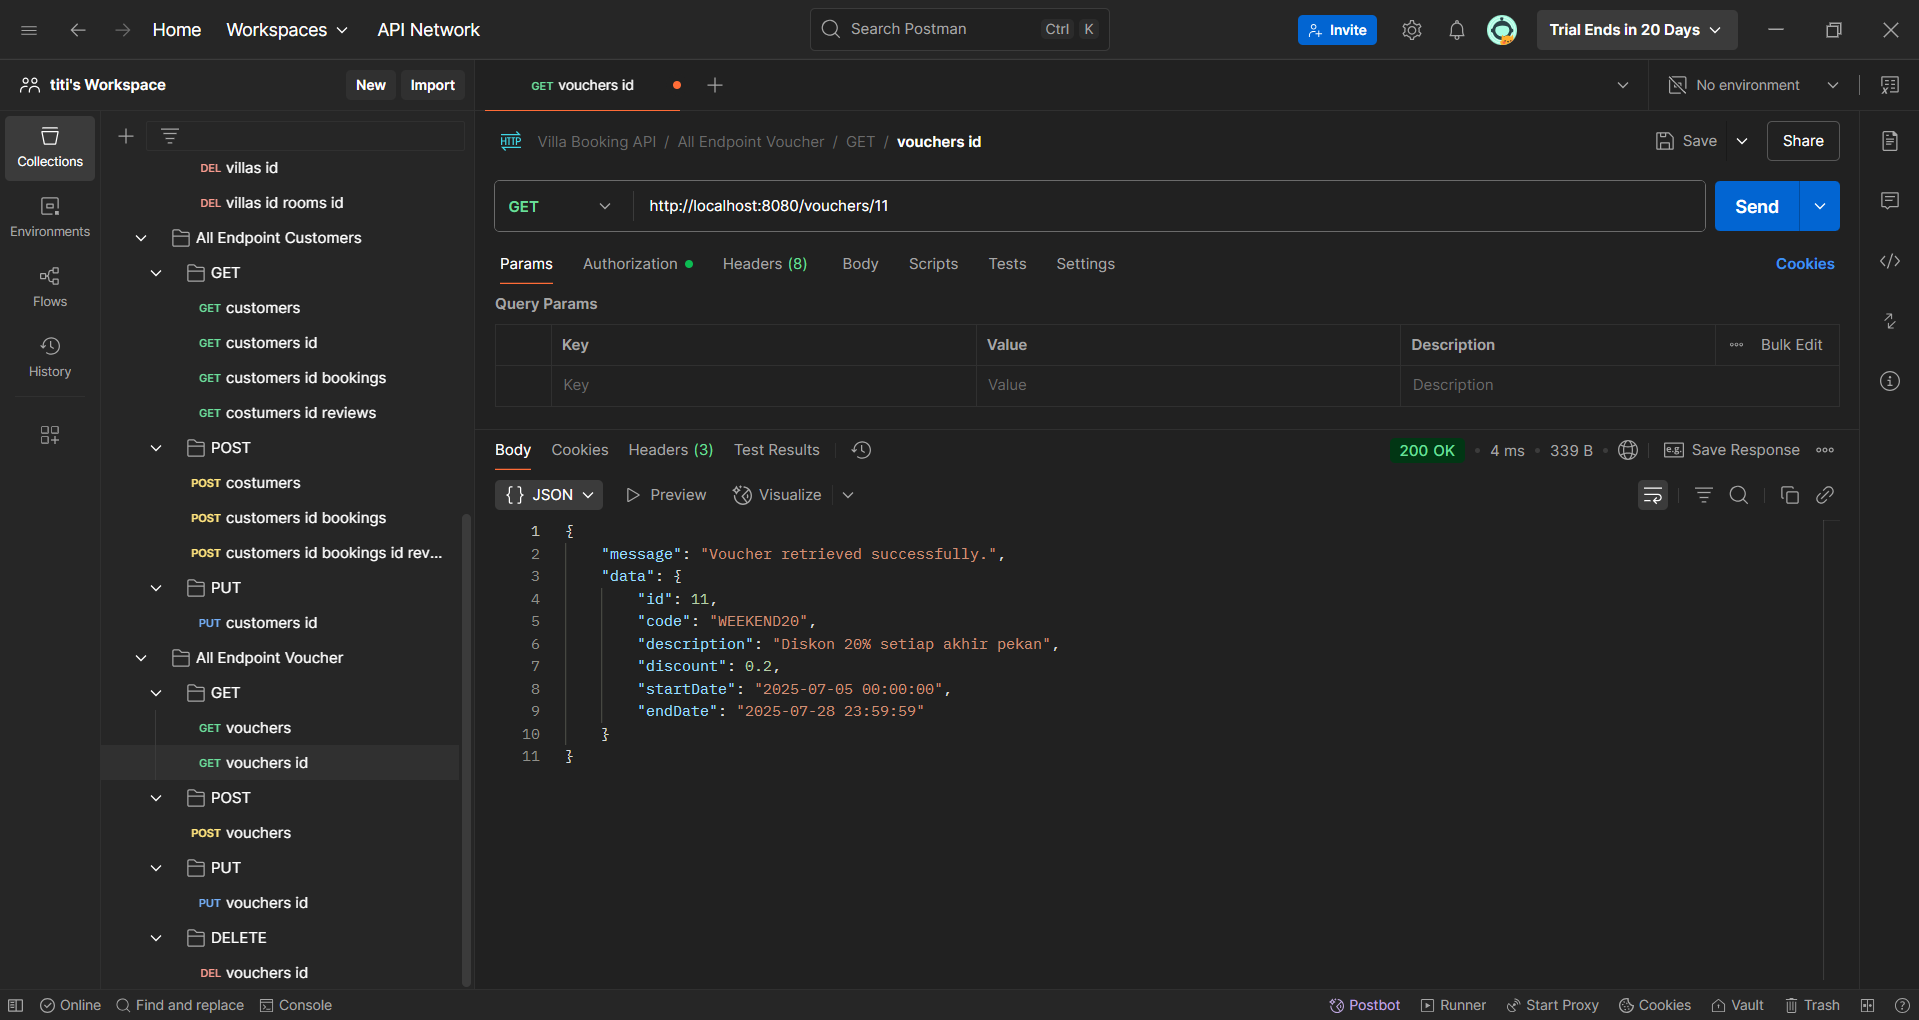 Home Workspaces API Network Search Postman Ctrl K Invite Trial Ends in 20 Days
titi's Workspace New Import GET vouchers id No environment
Collections
Environments
Flows
History
DEL villas id
DEL villas id rooms id
All Endpoint Customers
GET
GET customers
GET customers id
GET customers id bookings
GET costumers id reviews
POST
POST costumers
POST customers id bookings
POST customers id bookings id rev...
PUT
PUT customers id
All Endpoint Voucher
GET
GET vouchers
GET vouchers id
POST
POST vouchers
PUT
PUT vouchers id
DELETE
DEL vouchers id
HTTP Villa Booking API / All Endpoint Voucher / GET / vouchers id Save Share
GET http://localhost:8080/vouchers/11 Send
Params Authorization Headers (8) Body Scripts Tests Settings Cookies
Query Params
Key Value Description Bulk Edit
Key Value Description
Body Cookies Headers (3) Test Results 200 OK 4 ms 339 B e.g. Save Response
{} JSON Preview Visualize
1 {
2 "message": "Voucher retrieved successfully.",
3 "data": {
4 "id": 11,
5 "code": "WEEKEND20",
6 "description": "Diskon 20% setiap akhir pekan",
7 "discount": 0.2,
8 "startDate": "2025-07-05 00:00:00",
9 "endDate": "2025-07-28 23:59:59"
10 }
11 }
Online Find and replace Console Postbot Runner Start Proxy Cookies Vault Trash